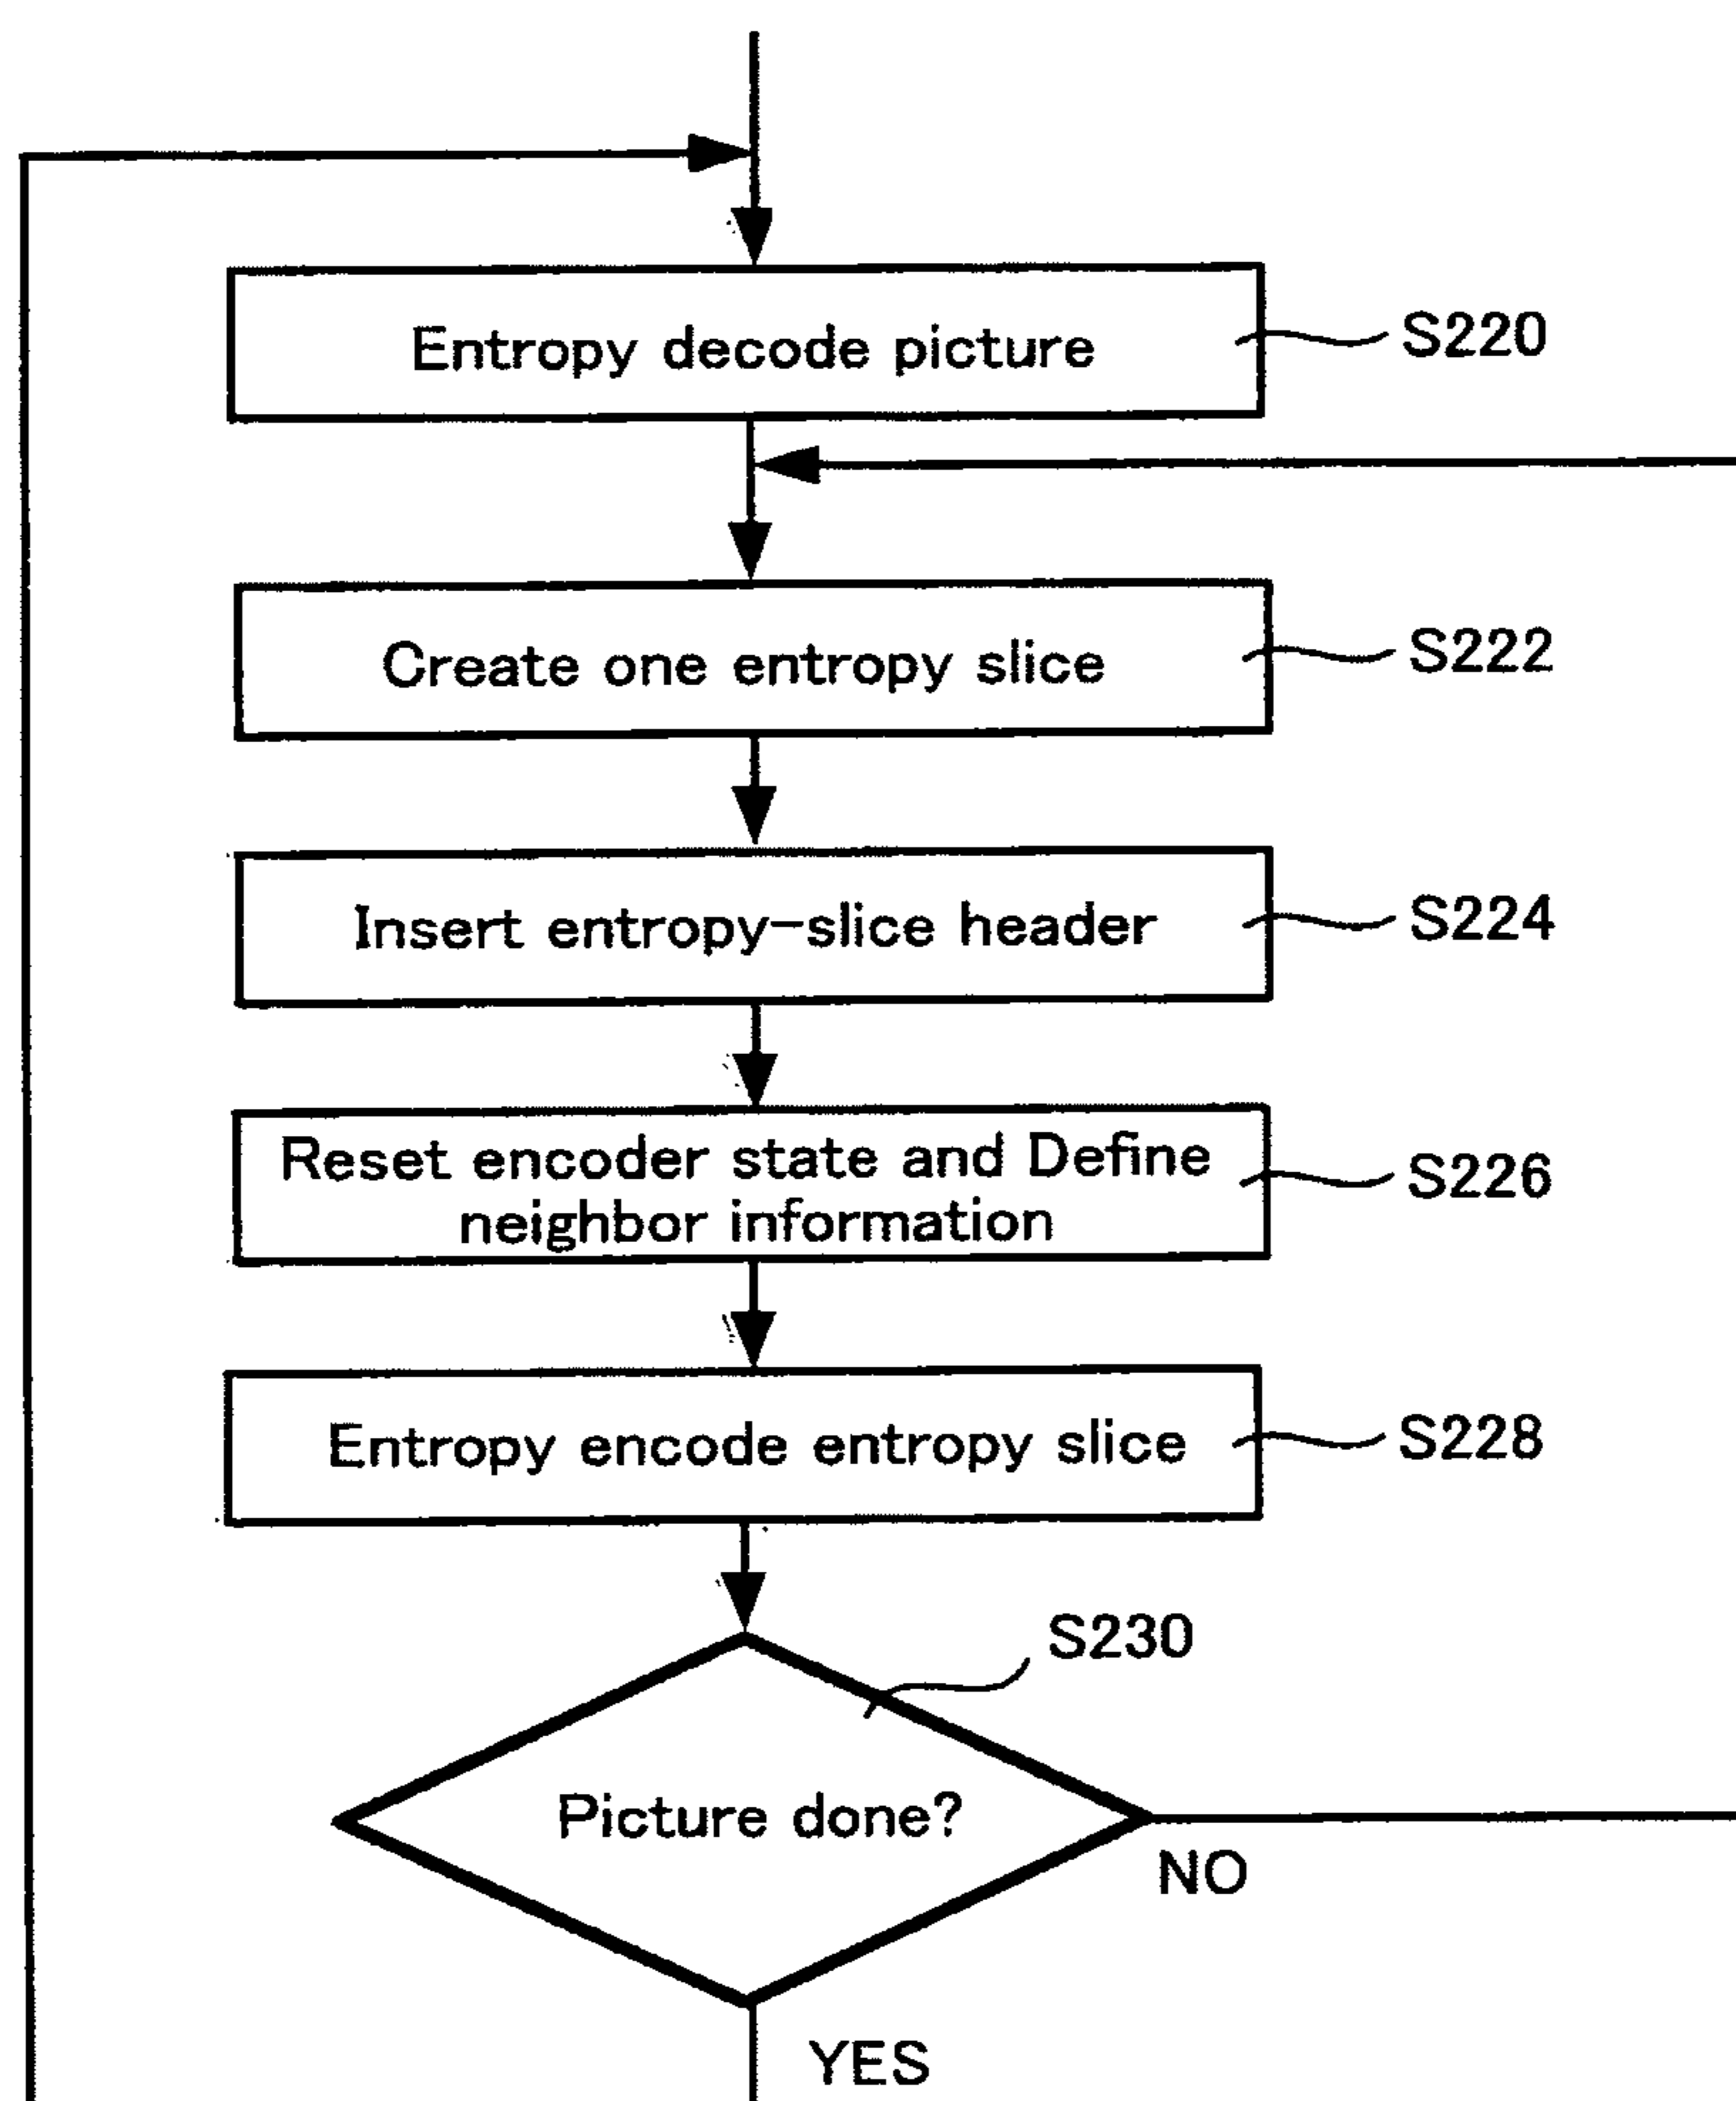 Entropy decode picture
S220
Create one entropy slice
S222
Insert entropy-slice header
S224
Reset encoder state and Define
neighbor information
S226
Entropy encode entropy slice
S228
S230
Picture done?
NO
YES